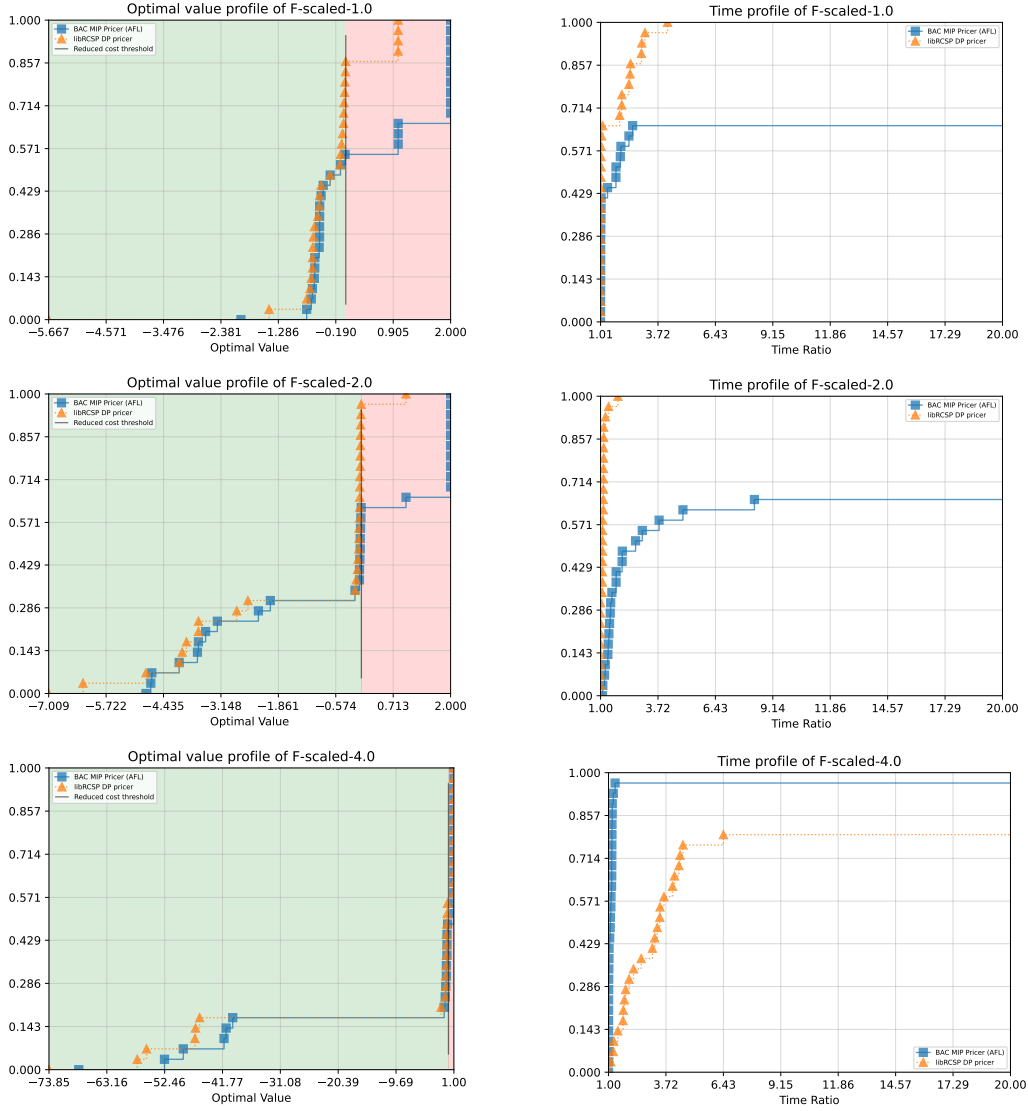 Optimal value profile of F-scaled-1.0
1.000
0.857
0.714
0.571
0.429
0.286
0.143
0.000
BAC MIP Pricer (AFL)
libRCSP DP pricer
Reduced cost threshold
−5.667 −4.571 −3.476 −2.381 −1.286 −0.190 0.905 2.000
Optimal Value
Time profile of F-scaled-1.0
1.000
0.857
0.714
0.571
0.429
0.286
0.143
0.000
BAC MIP Pricer (AFL)
libRCSP DP pricer
1.01 3.72 6.43 9.15 11.86 14.57 17.29 20.00
Time Ratio
Optimal value profile of F-scaled-2.0
1.000
0.857
0.714
0.571
0.429
0.286
0.143
0.000
BAC MIP Pricer (AFL)
libRCSP DP pricer
Reduced cost threshold
−7.009 −5.722 −4.435 −3.148 −1.861 −0.574 0.713 2.000
Optimal Value
Time profile of F-scaled-2.0
1.000
0.857
0.714
0.571
0.429
0.286
0.143
0.000
BAC MIP Pricer (AFL)
libRCSP DP pricer
1.00 3.72 6.43 9.15 11.86 14.57 17.29 20.00
Time Ratio
Optimal value profile of F-scaled-4.0
1.000
0.857
0.714
0.571
0.429
0.286
0.143
0.000
BAC MIP Pricer (AFL)
libRCSP DP pricer
Reduced cost threshold
−73.85 −63.16 −52.46 −41.77 −31.08 −20.39 −9.69 1.00
Optimal Value
Time profile of F-scaled-4.0
1.000
0.857
0.714
0.571
0.429
0.286
0.143
0.000
BAC MIP Pricer (AFL)
libRCSP DP pricer
1.00 3.72 6.43 9.15 11.86 14.57 17.29 20.00
Time Ratio